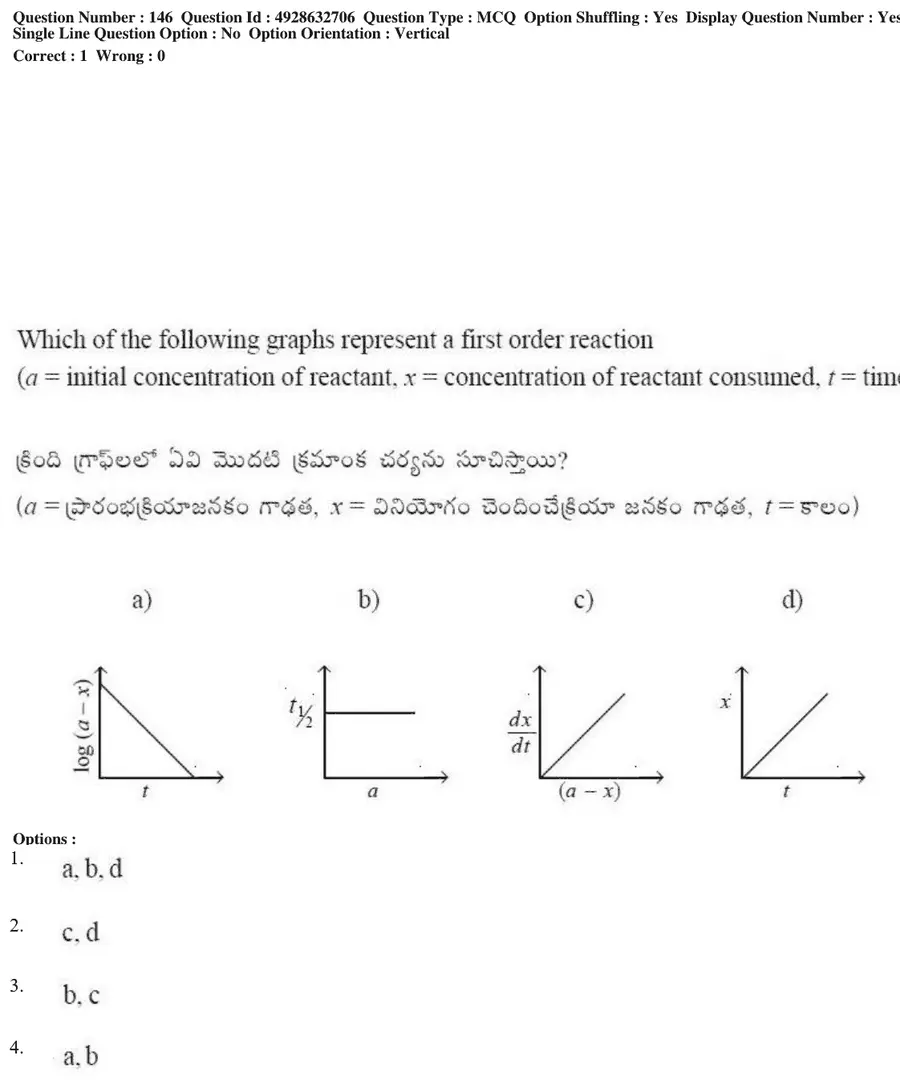 Question Number : 146 Question Id : 4928632706 Question Type : MCQ Option Shuffling : Yes Display Question Number : Yes
Single Line Question Option : No Option Orientation : Vertical
Correct : 1 Wrong : 0
Which of the following graphs represent a first order reaction
(a = initial concentration of reactant, x = concentration of reactant consumed, t = time
క్రింది గ్రాఫ్‌లలో ఏవి మొదటి క్రమాంక చర్యను సూచిస్తాయి?
(a = ప్రారంభక్రియాజనకం గాఢత, x = వినియోగం చెందించేక్రియా జనకం గాఢత, t = కాలం)
a) b) c) d)
log (a – x)
t
t½
a
dx
dt
(a – x)
x
t
Options :
1. a, b, d
2. c, d
3. b, c
4. a, b